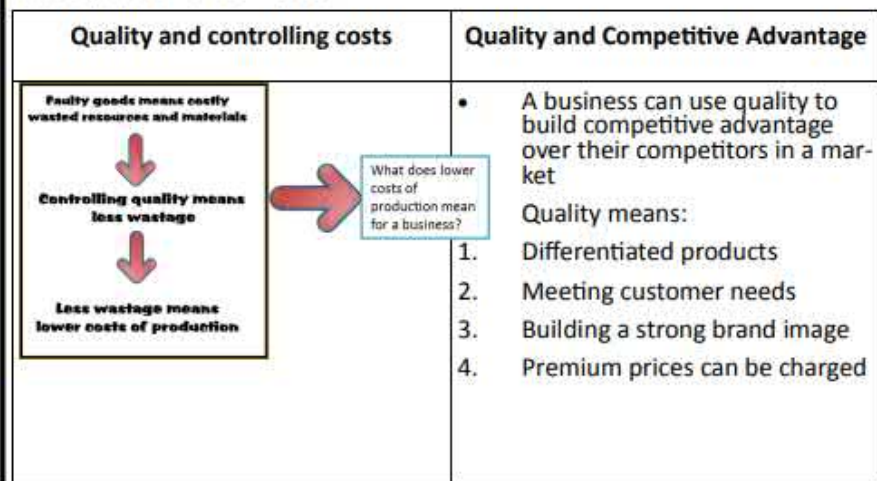 Quality and controlling costs
Quality and Competitive Advantage
Faulty goods means costly
wasted resources and materials
Controlling quality means
less wastage
Less wastage means
lower costs of production
What does lower
costs of
production mean
for a business?
• A business can use quality to
build competitive advantage
over their competitors in a mar-
ket
Quality means:
1. Differentiated products
2. Meeting customer needs
3. Building a strong brand image
4. Premium prices can be charged